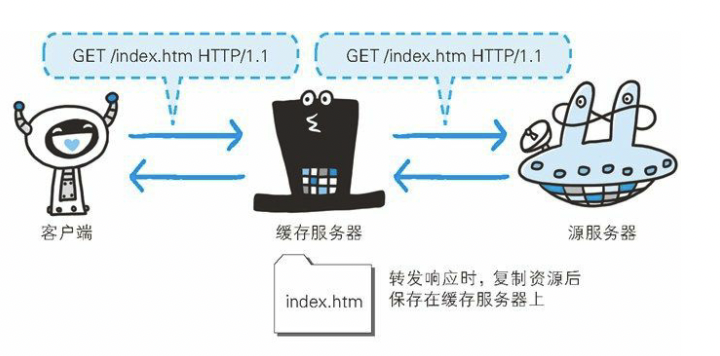 GET /index.htm HTTP/1.1
GET /index.htm HTTP/1.1
客户端
缓存服务器
源服务器
index.htm
转发响应时，复制资源后
保存在缓存服务器上